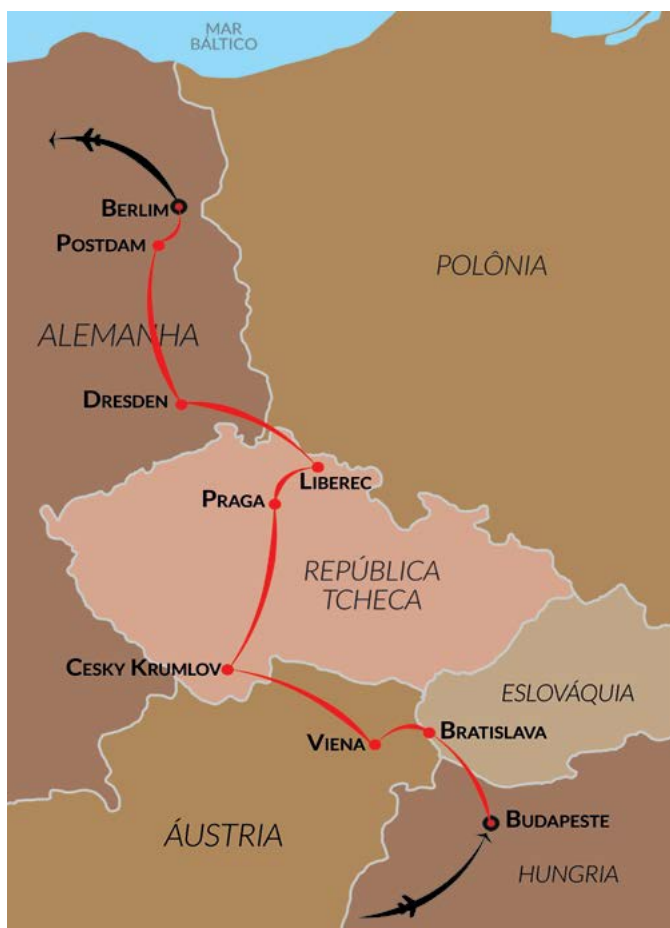 MAR
BÁLTICO
BERLIM
POSTDAM
POLÔNIA
ALEMANHA
DRESDEN
LIBEREC
PRAGA
REPÚBLICA
TCHECA
CESKY KRUMLOV
ESLOVÁQUIA
VIENA
BRATISLAVA
BUDAPESTE
ÁUSTRIA
HUNGRIA